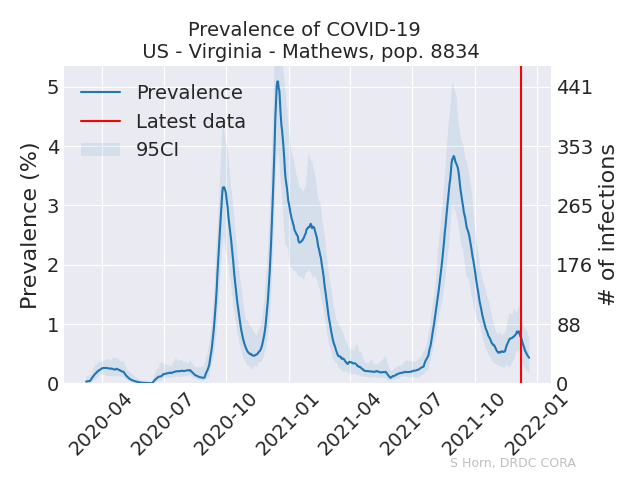 Prevalence of COVID-19
US - Virginia - Mathews, pop. 8834
Prevalence
Latest data
95CI
Prevalence (%)
5
4
3
2
1
0
# of infections
441
353
265
176
88
0
2020-04
2020-07
2020-10
2021-01
2021-04
2021-07
2021-10
2022-01
S Horn, DRDC CORA